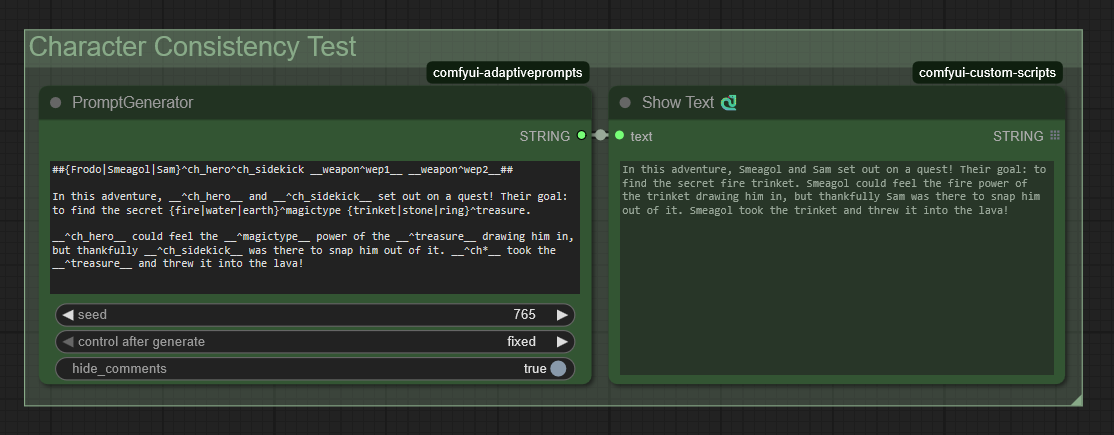 Character Consistency Test
comfyui-adaptiveprompts
comfyui-custom-scripts
PromptGenerator
STRING
##{Frodo|Smeagol|Sam}^ch_hero^ch_sidekick __weapon^wep1__ __weapon^wep2__##
In this adventure, __^ch_hero__ and __^ch_sidekick__ set out on a quest! Their goal:
to find the secret {fire|water|earth}^magictype {trinket|stone|ring}^treasure.
__^ch_hero__ could feel the __^magictype__ power of the __^treasure__ drawing him in,
but thankfully __^ch_sidekick__ was there to snap him out of it. __^ch*__ took the
__^treasure__ and threw it into the lava!
seed
765
control after generate
fixed
hide_comments
true
Show Text
text
STRING
In this adventure, Smeagol and Sam set out on a quest! Their goal: to
find the secret fire trinket. Smeagol could feel the fire power of
the trinket drawing him in, but thankfully Sam was there to snap him
out of it. Smeagol took the trinket and threw it into the lava!